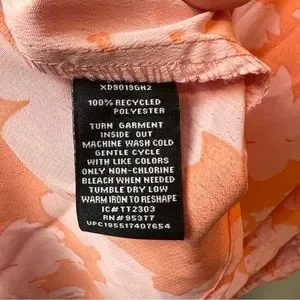 XD9019GH2
100% RECYCLED
POLYESTER
TURN GARMENT
INSIDE OUT
MACHINE WASH COLD
GENTLE CYCLE
WITH LIKE COLORS
ONLY NON-CHLORINE
BLEACH WHEN NEEDED
TUMBLE DRY LOW
WARM IRON TO RESHAPE
IC# TT2303
RN# 95377
UPC195517407654